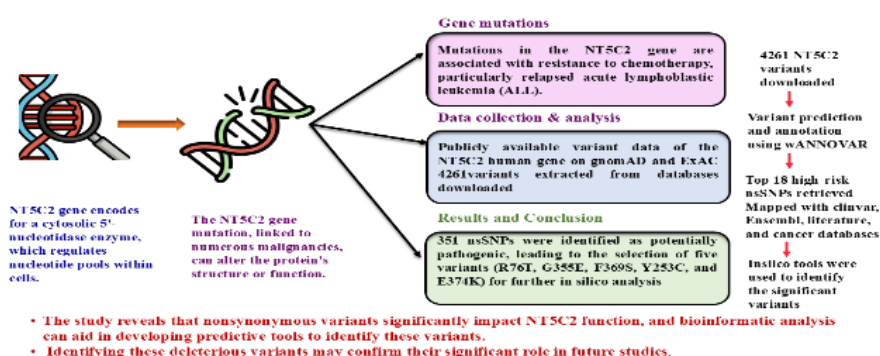 Gene mutations
Mutations in the NT5C2 gene are
associated with resistance to chemotherapy,
particularly relapsed acute lymphoblastic
leukemia (ALL).
Data collection & analysis
Publicly available variant data of the
NT5C2 human gene on gnomAD and ExAC
4261variants extracted from databases
downloaded
Results and Conclusion
351 nsSNPs were identified as potentially
pathogenic, leading to the selection of five
variants (R76T, G355E, F369S, Y253C, and
E374K) for further in silico analysis
NT5C2 gene encodes
for a cytosolic 5'-
nucleotidase enzyme,
which regulates
nucleotide pools within
cells.
The NT5C2 gene
mutation, linked to
numerous malignancies,
can alter the protein's
structure or function.
4261 NT5C2
variants
downloaded
Variant prediction
and annotation
using wANNOVAR
Top 18 high risk
nsSNPs retrieved
Mapped with clinvar,
Ensembl, literature,
and cancer databases
Insilico tools were
used to identify
the significant
variants
• The study reveals that nonsynonymous variants significantly impact NT5C2 function, and bioinformatic analysis
can aid in developing predictive tools to identify these variants.
• Identifying these deleterious variants may confirm their significant role in future studies.